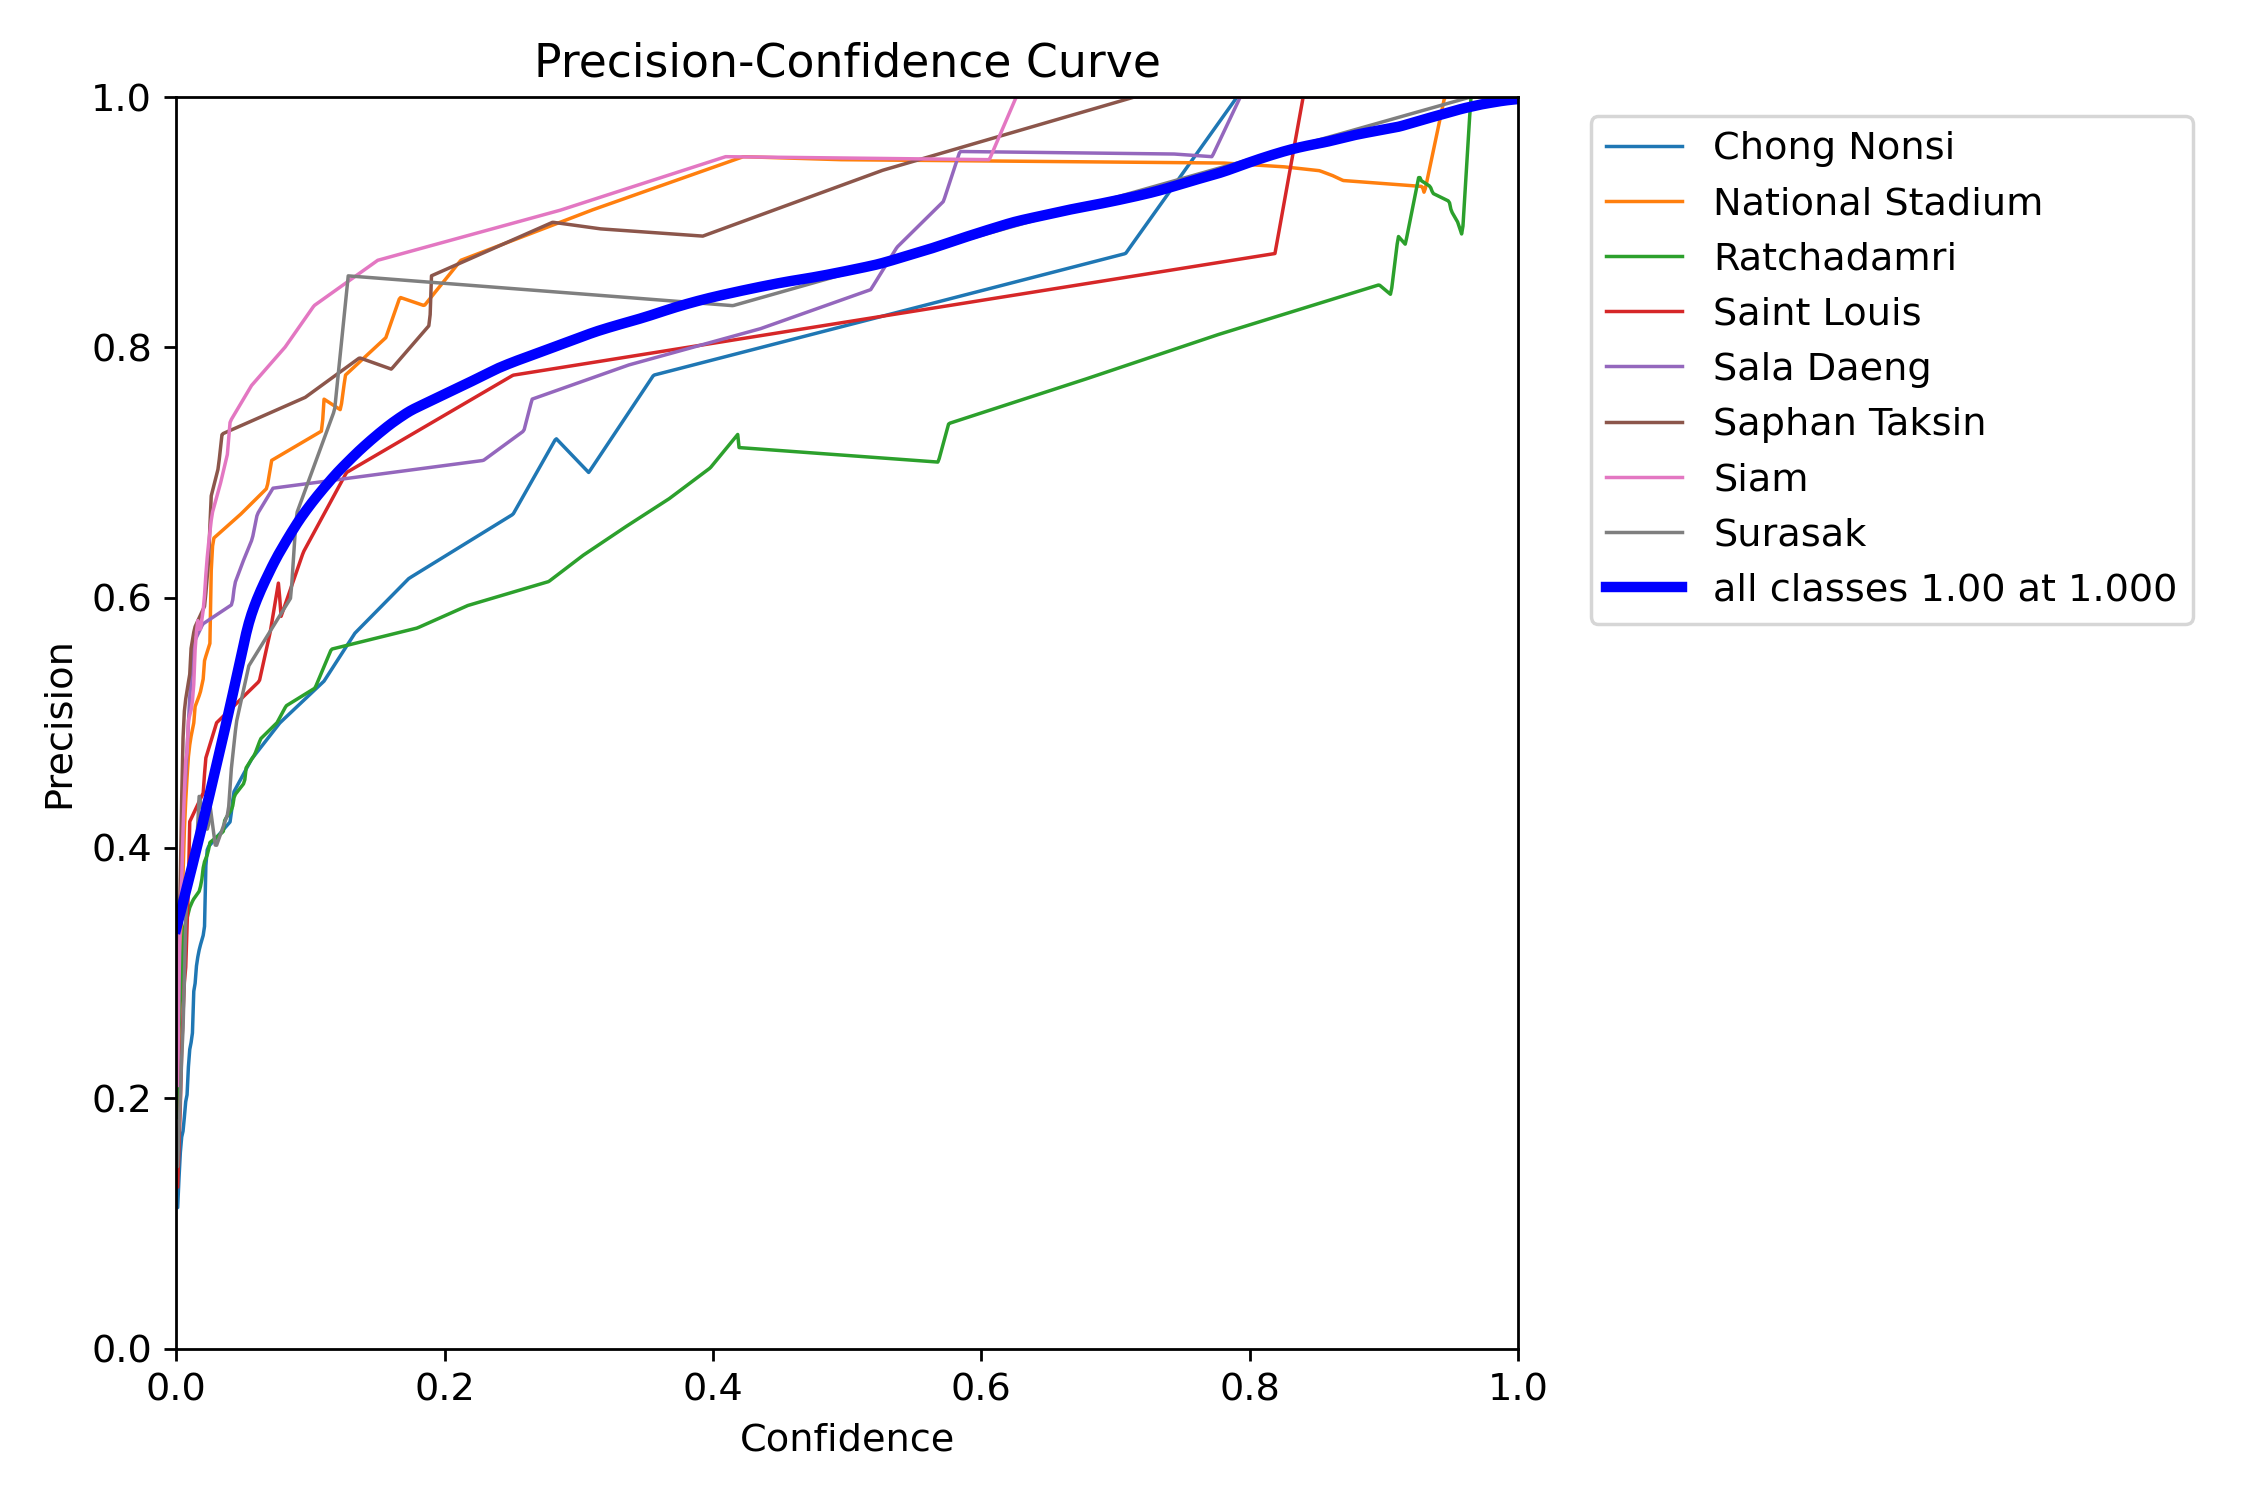 Precision-Confidence Curve
1.0
0.8
0.6
0.4
0.2
0.0
Precision
0.0 0.2 0.4 0.6 0.8 1.0
Confidence
Chong Nonsi
National Stadium
Ratchadamri
Saint Louis
Sala Daeng
Saphan Taksin
Siam
Surasak
all classes 1.00 at 1.000